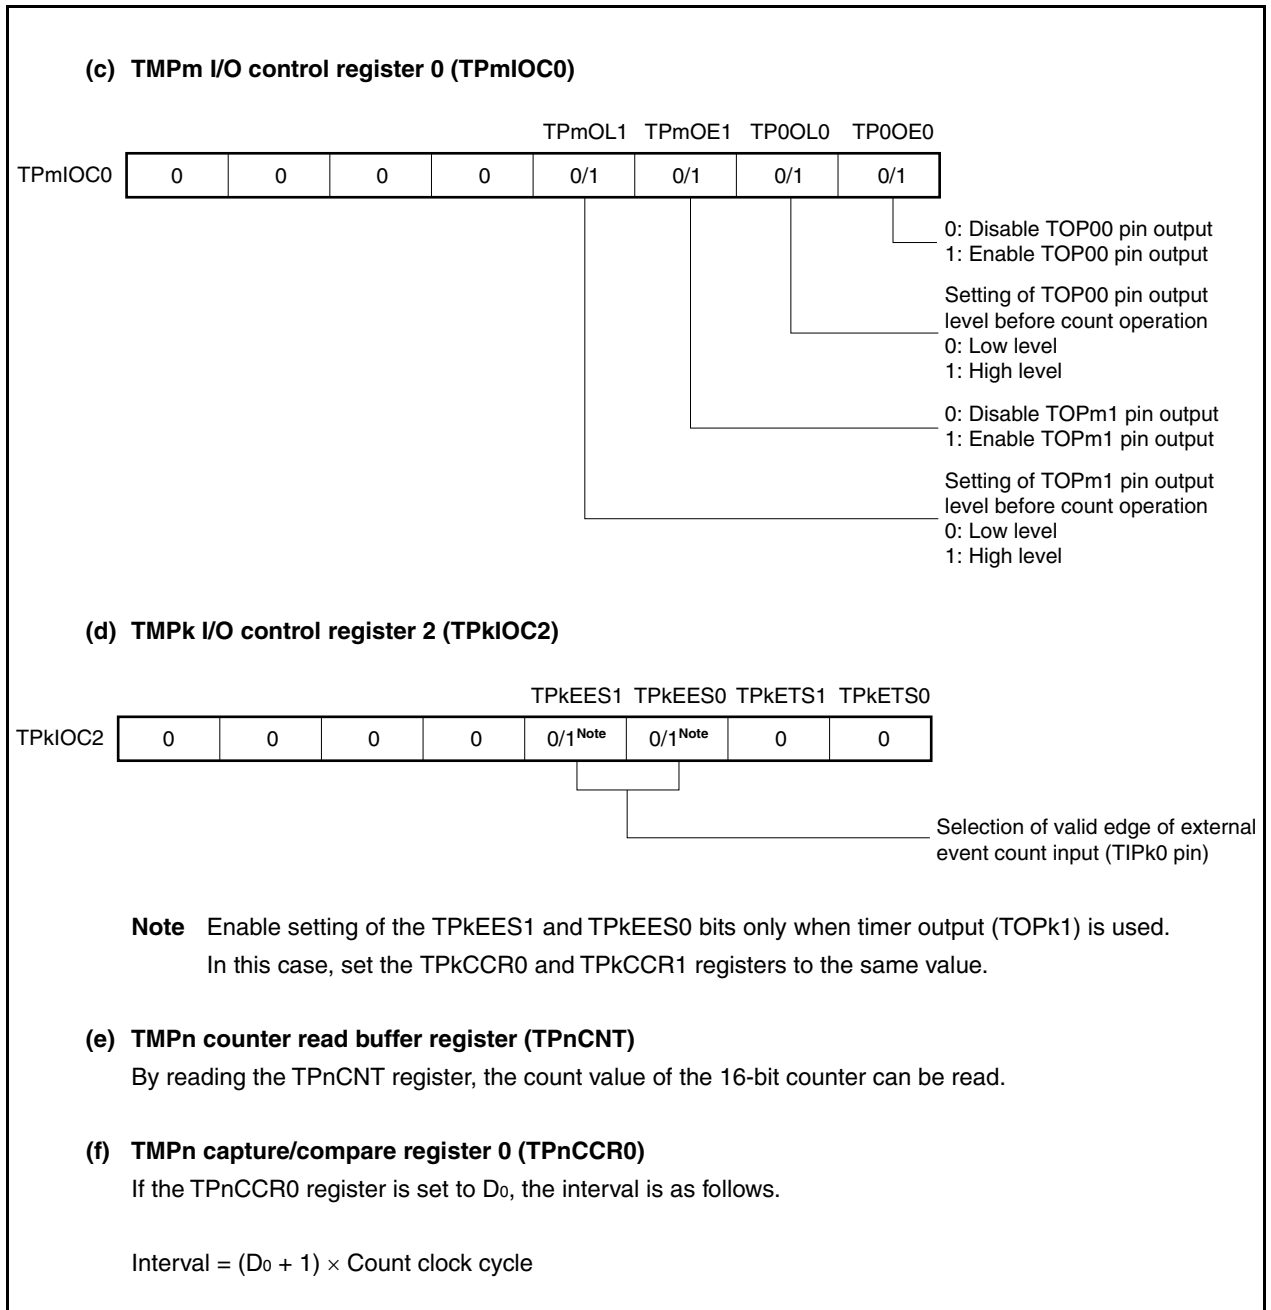 (c) TMPm I/O control register 0 (TPmIOC0)
TPmOL1 TPmOE1 TP0OL0 TP0OE0
TPmIOC0 0 0 0 0 0/1 0/1 0/1 0/1
0: Disable TOP00 pin output
1: Enable TOP00 pin output
Setting of TOP00 pin output
level before count operation
0: Low level
1: High level
0: Disable TOPm1 pin output
1: Enable TOPm1 pin output
Setting of TOPm1 pin output
level before count operation
0: Low level
1: High level
(d) TMPk I/O control register 2 (TPkIOC2)
TPkEES1 TPkEES0 TPkETS1 TPkETS0
TPkIOC2 0 0 0 0 0/1Note 0/1Note 0 0
Selection of valid edge of external
event count input (TIPk0 pin)
Note Enable setting of the TPkEES1 and TPkEES0 bits only when timer output (TOPk1) is used.
In this case, set the TPkCCR0 and TPkCCR1 registers to the same value.
(e) TMPn counter read buffer register (TPnCNT)
By reading the TPnCNT register, the count value of the 16-bit counter can be read.
(f) TMPn capture/compare register 0 (TPnCCR0)
If the TPnCCR0 register is set to D0, the interval is as follows.
Interval = (D0 + 1) × Count clock cycle